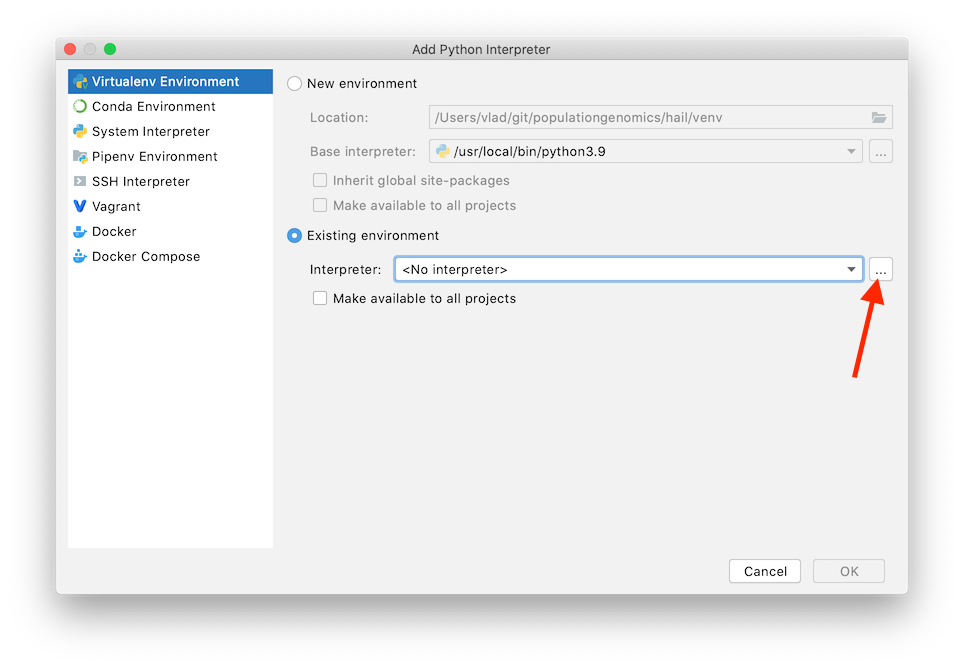 Add Python Interpreter
Virtualenv Environment
Conda Environment
System Interpreter
Pipenv Environment
SSH Interpreter
Vagrant
Docker
Docker Compose
New environment
Location: /Users/vlad/git/populationgenomics/hail/venv
Base interpreter: /usr/local/bin/python3.9 ...
Inherit global site-packages
Make available to all projects
Existing environment
Interpreter: <No interpreter> ...
Make available to all projects
Cancel OK